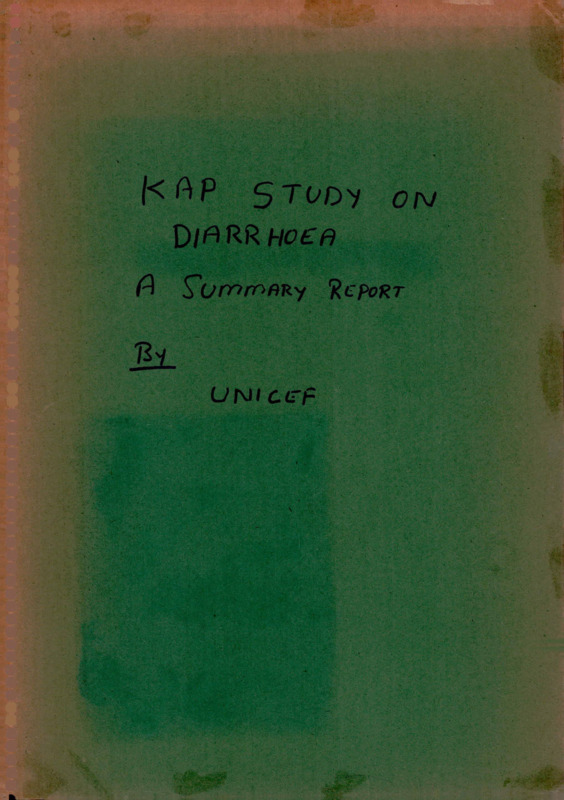 KAP STUDY ON
DIARRHOEA
A SUMMARY REPORT
By
UNICEF